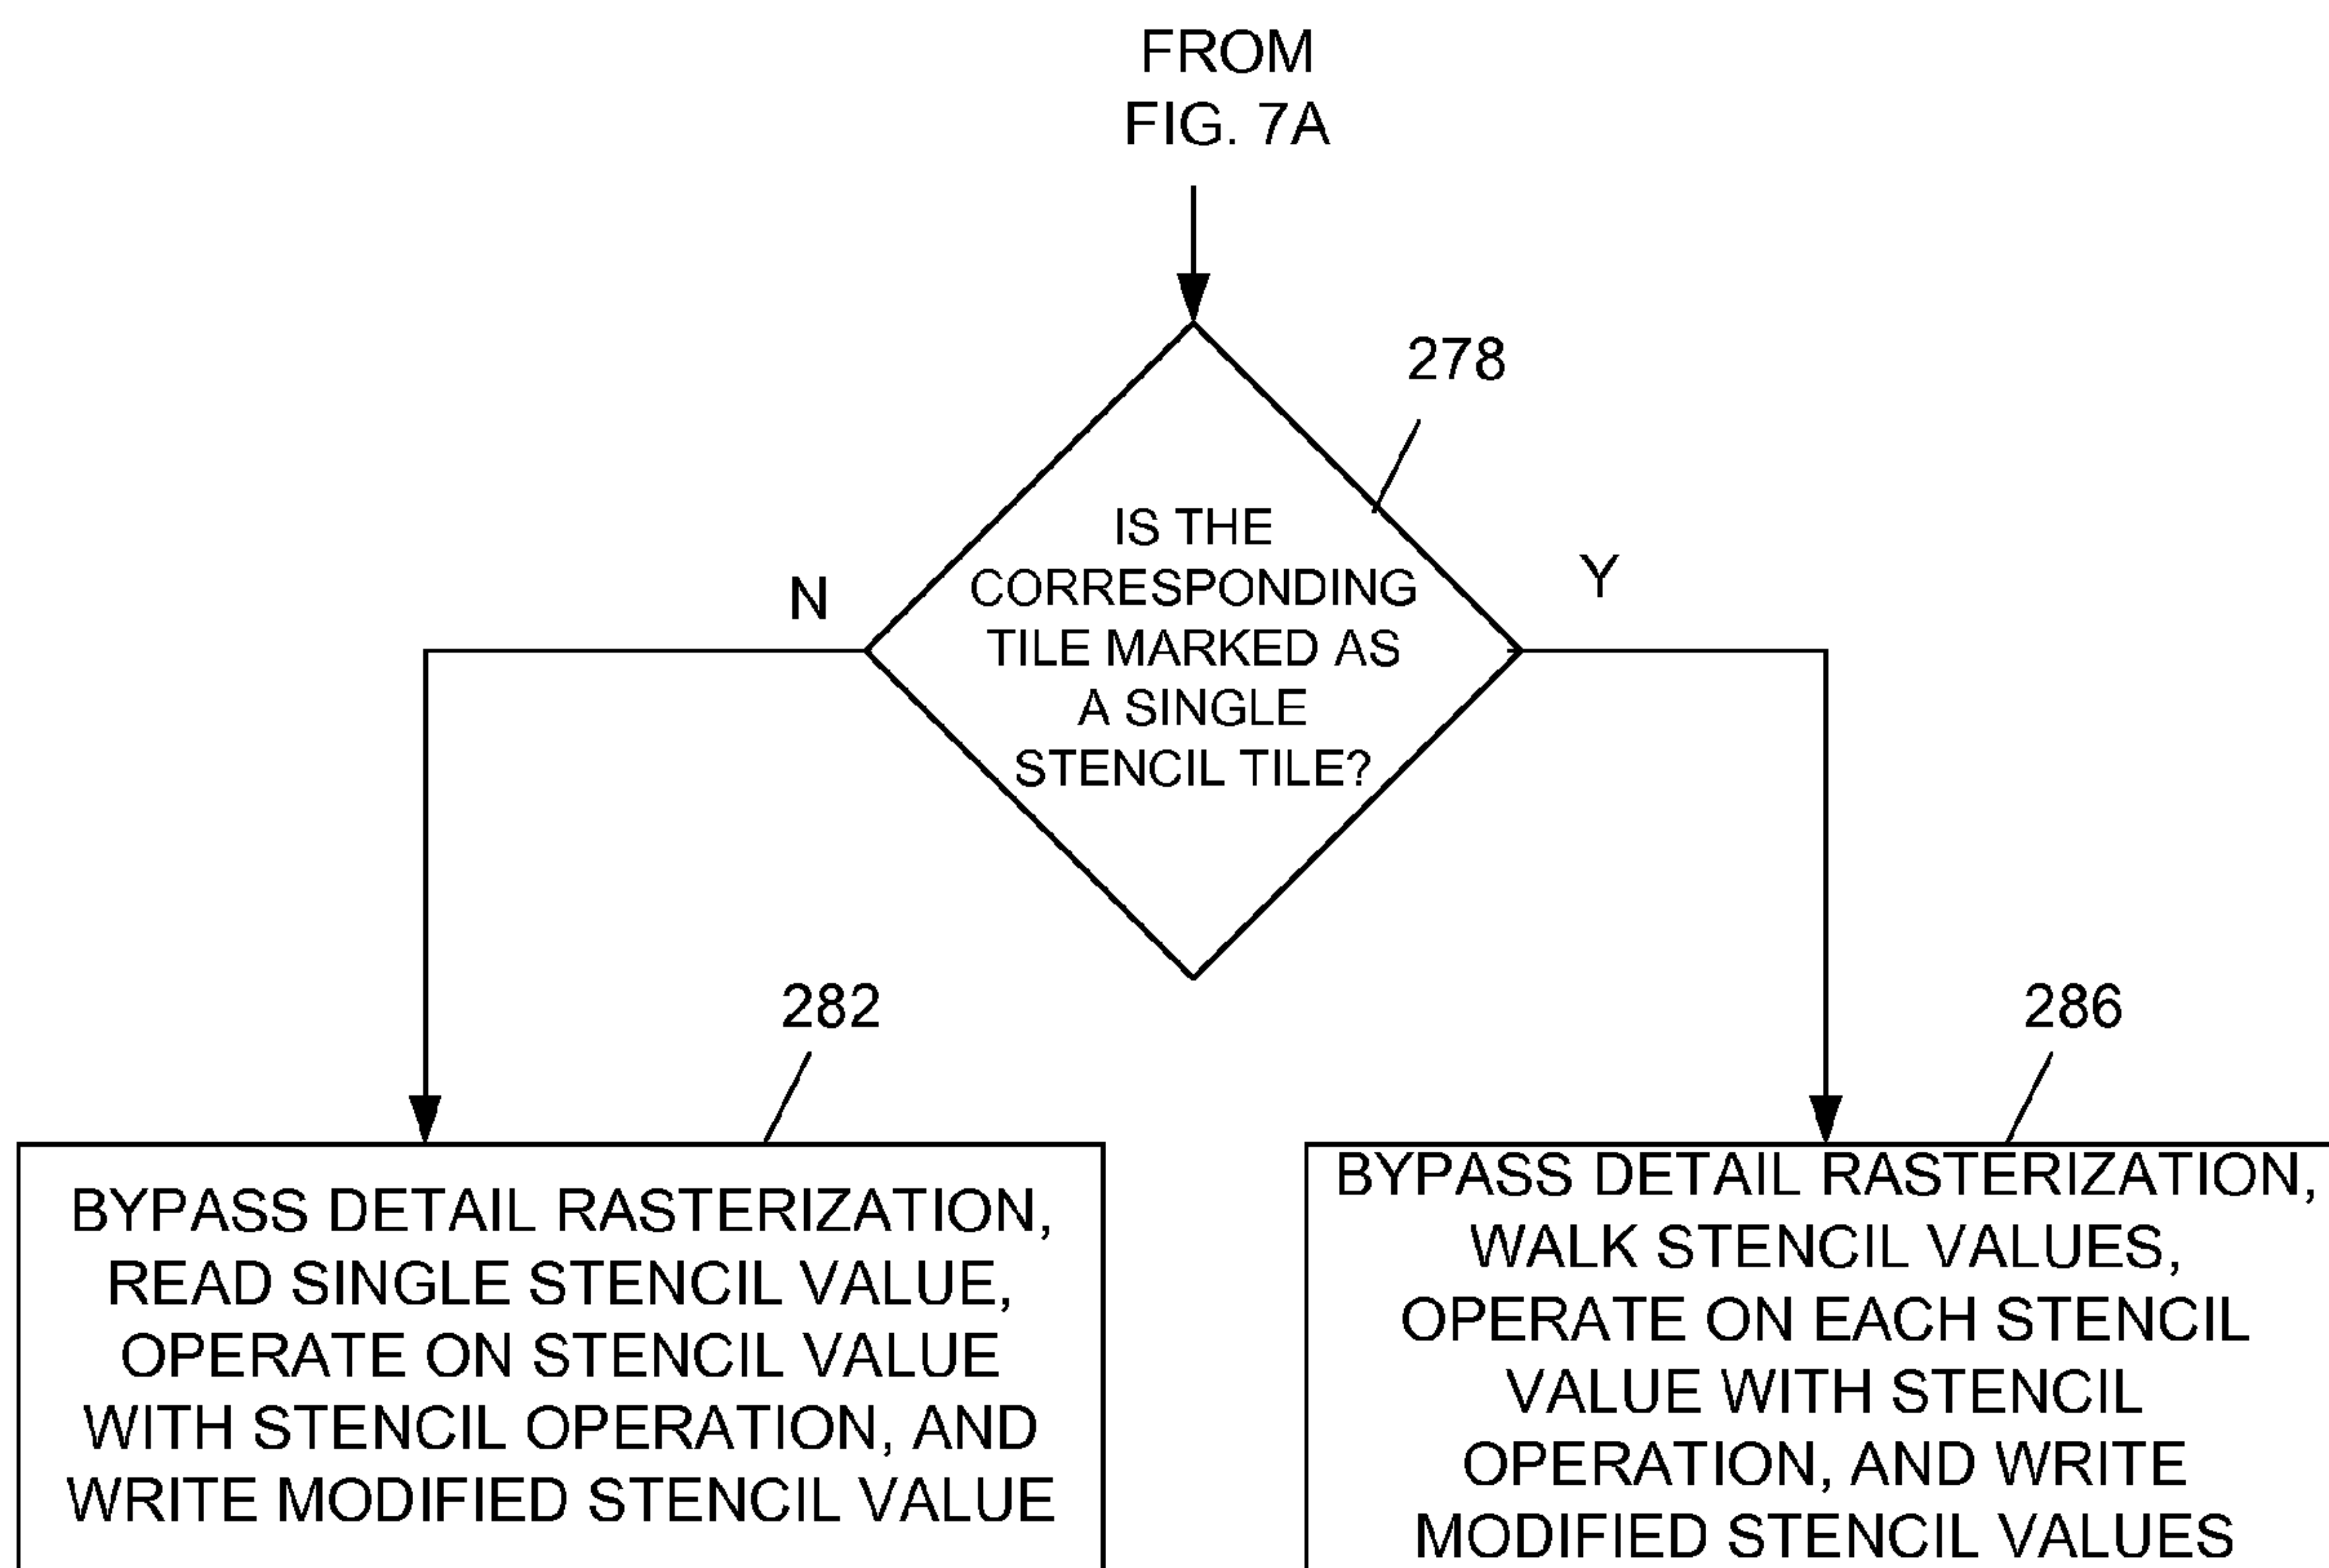 FROM
FIG. 7A
278
IS THE
CORRESPONDING
TILE MARKED AS
A SINGLE
STENCIL TILE?
N
Y
282
BYPASS DETAIL RASTERIZATION,
READ SINGLE STENCIL VALUE,
OPERATE ON STENCIL VALUE
WITH STENCIL OPERATION, AND
WRITE MODIFIED STENCIL VALUE
286
BYPASS DETAIL RASTERIZATION,
WALK STENCIL VALUES,
OPERATE ON EACH STENCIL
VALUE WITH STENCIL
OPERATION, AND WRITE
MODIFIED STENCIL VALUES